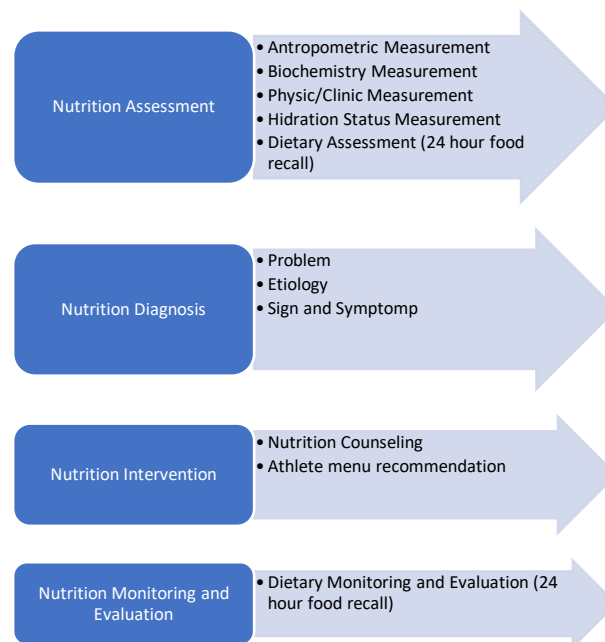 Nutrition Assessment
• Antropometric Measurement
• Biochemistry Measurement
• Physic/Clinic Measurement
• Hidration Status Measurement
• Dietary Assessment (24 hour food
recall)
Nutrition Diagnosis
• Problem
• Etiology
• Sign and Symptomp
Nutrition Intervention
• Nutrition Counseling
• Athlete menu recommendation
Nutrition Monitoring and
Evaluation
• Dietary Monitoring and Evaluation (24
hour food recall)